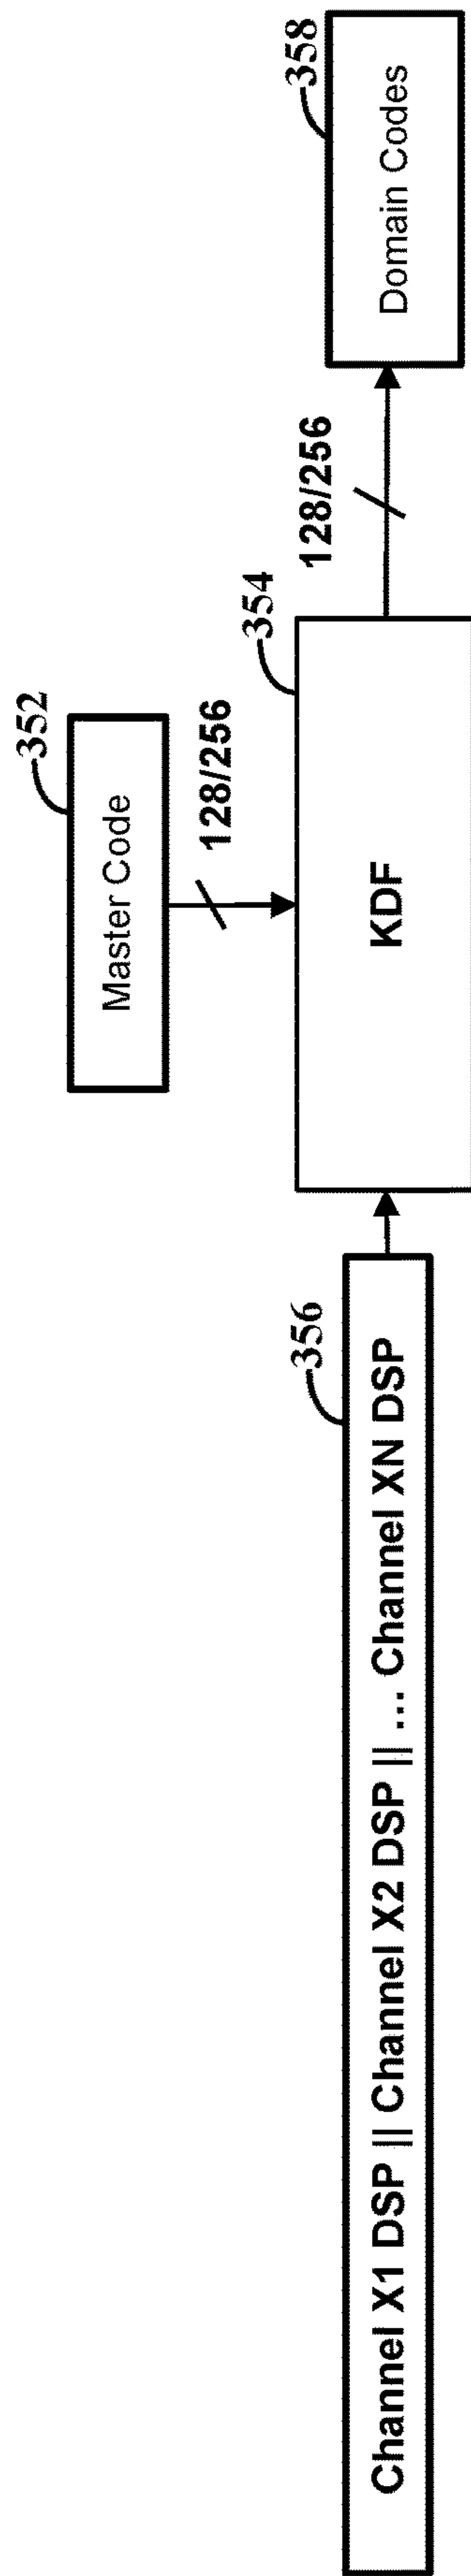 352
Master Code
128/256
354
KDF
356
Channel X1 DSP || Channel X2 DSP || ... Channel XN DSP
128/256
358
Domain Codes